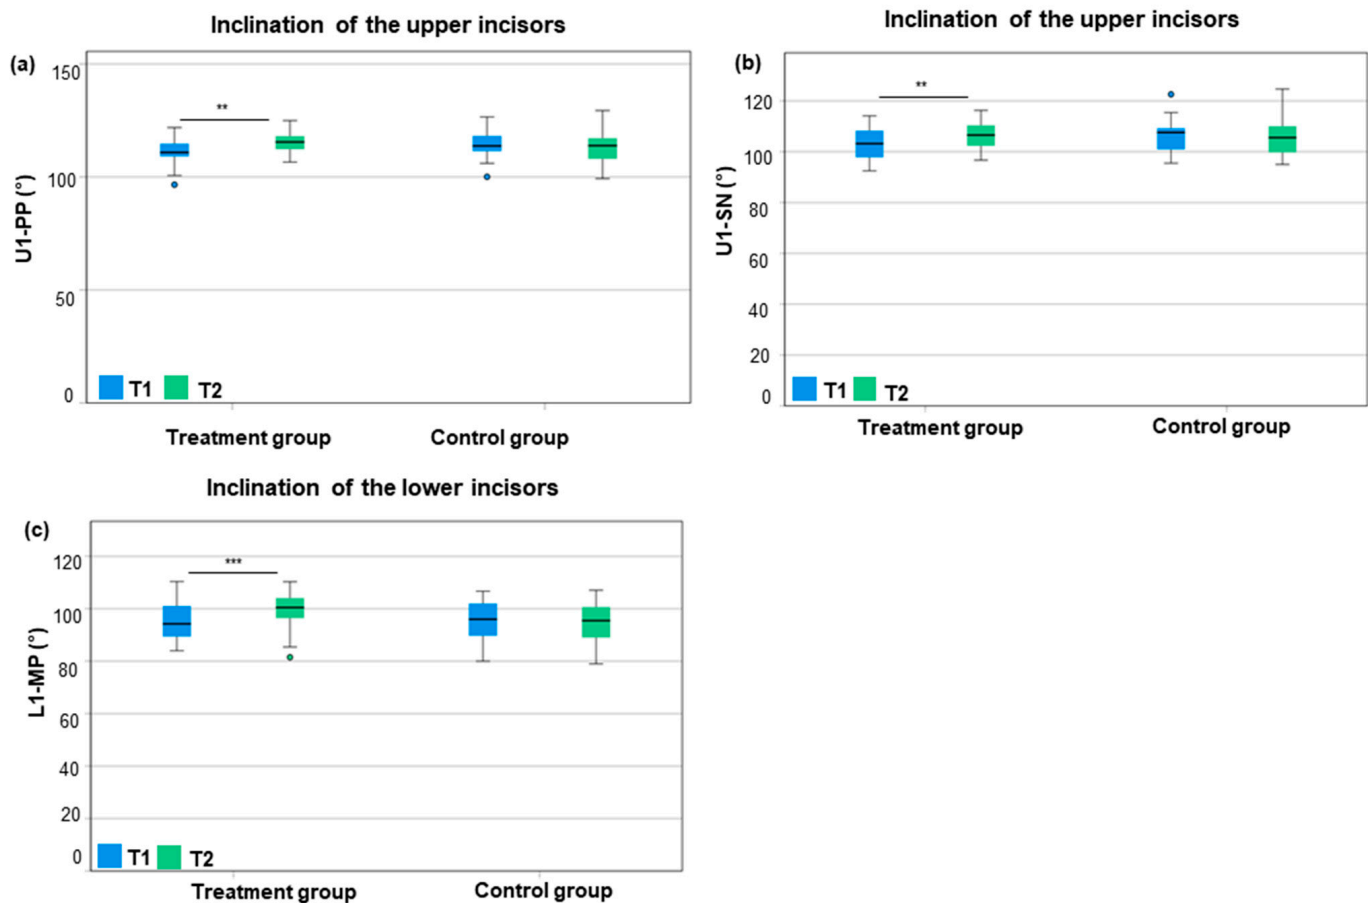 Inclination of the upper incisors
(a)
150
100
50
0
U1-PP (°)
**
T1 T2
Treatment group Control group
Inclination of the upper incisors
(b)
120
100
80
60
40
20
0
U1-SN (°)
**
T1 T2
Treatment group Control group
Inclination of the lower incisors
(c)
120
100
80
60
40
20
0
L1-MP (°)
***
T1 T2
Treatment group Control group